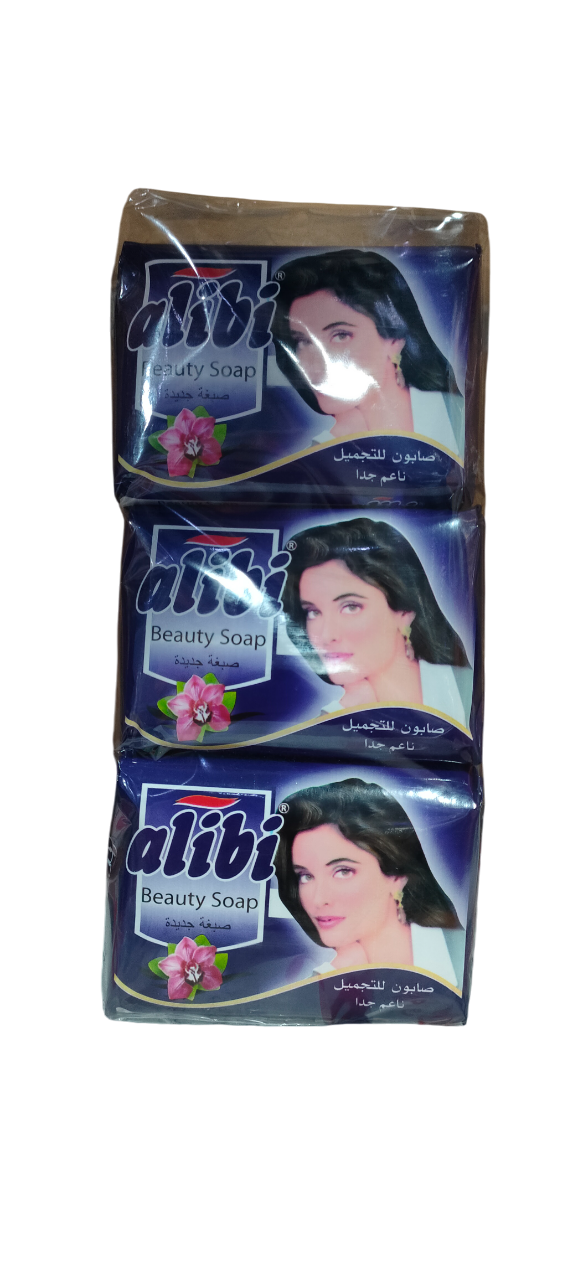 alibi®
Beauty Soap
صبغة جديدة
صابون للتجميل
ناعم جدا
alibi®
Beauty Soap
صبغة جديدة
صابون للتجميل
ناعم جدا
alibi®
Beauty Soap
صبغة جديدة
صابون للتجميل
ناعم جدا